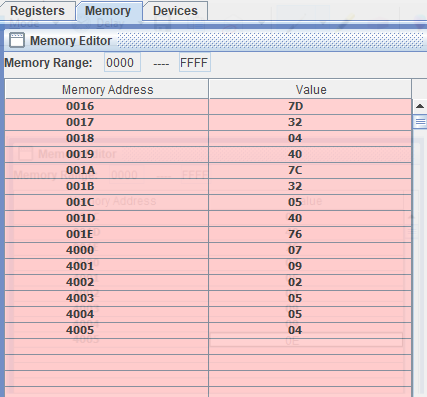 Registers Memory Devices
Memory Editor
Memory Range: 0000 ---- FFFF
Memory Address Value
0016 7D
0017 32
0018 04
0019 40
001A 7C
001B 32
001C 05
001D 40
001E 76
4000 07
4001 09
4002 02
4003 05
4004 05
4005 04